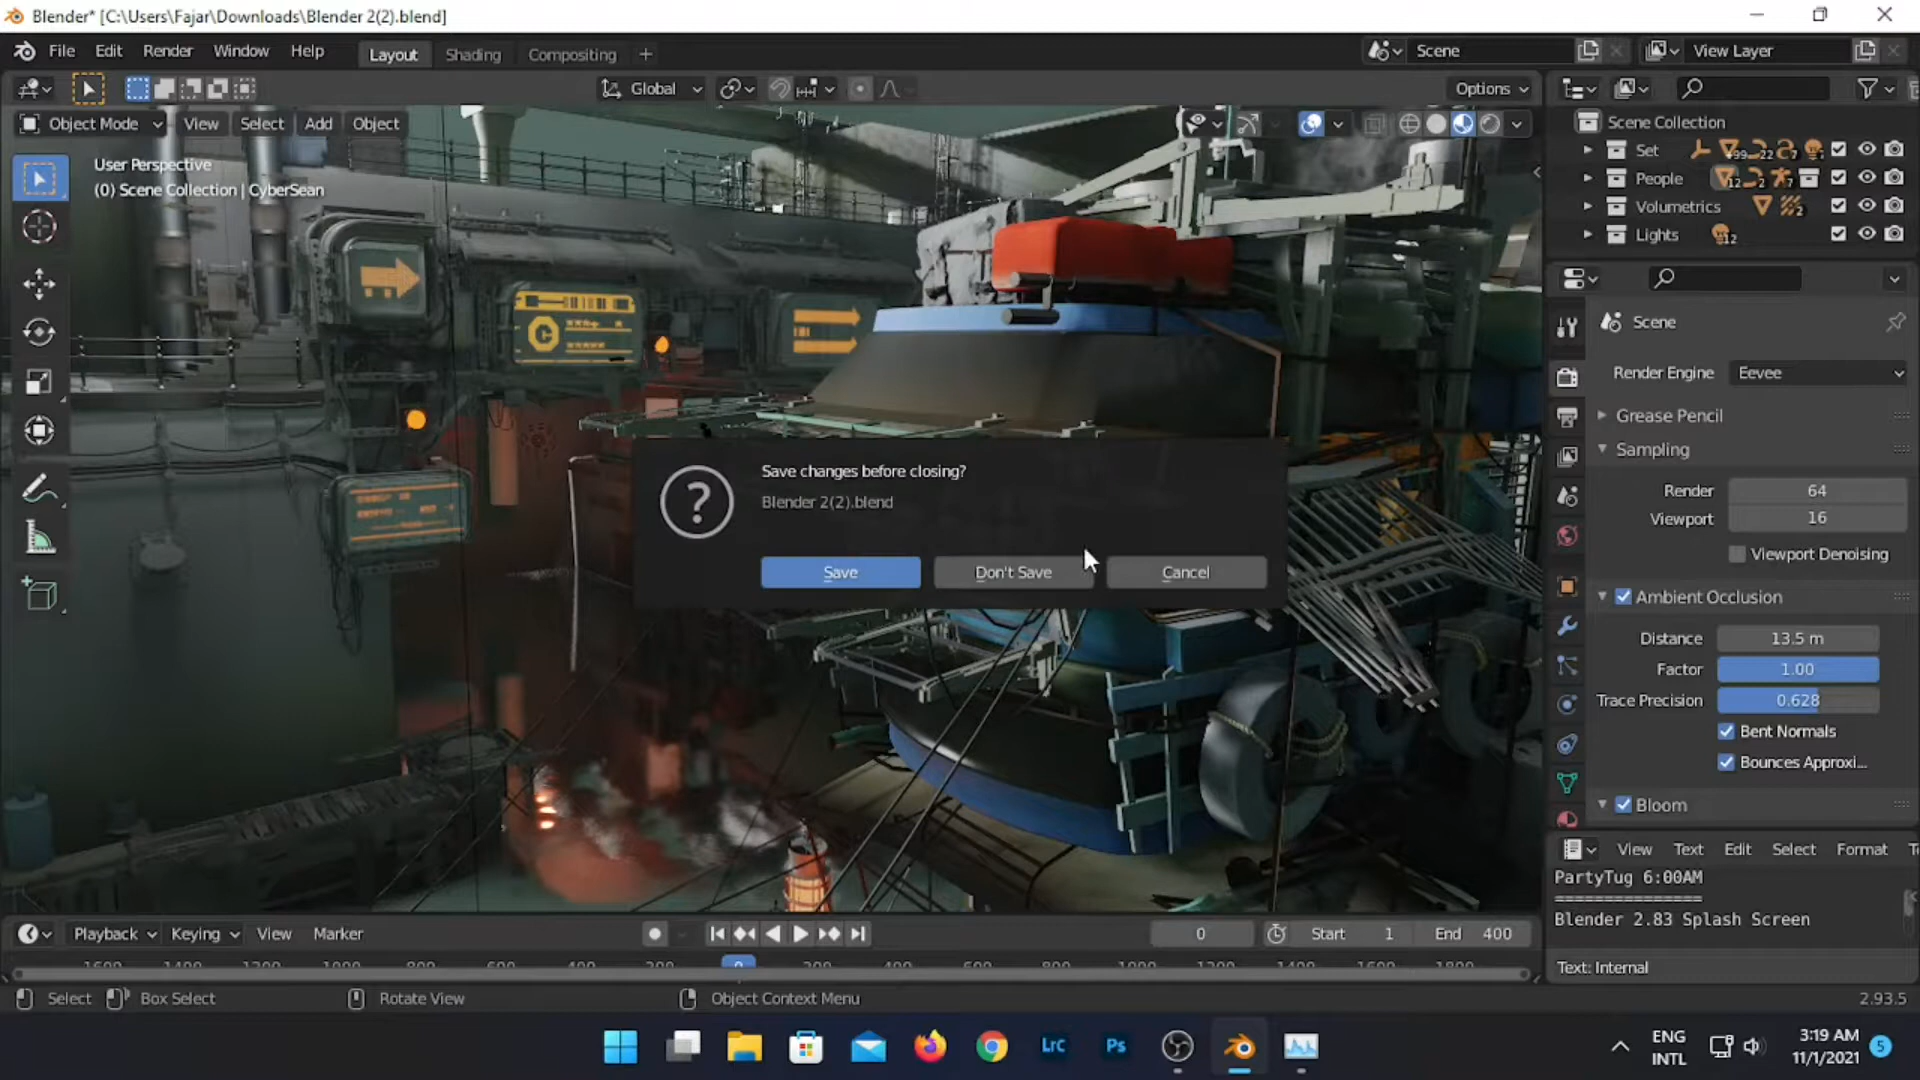 Blender* [C:\Users\Fajar\Downloads\Blender 2(2).blend]
File Edit Render Window Help Layout Shading Compositing + Scene View Layer
Global Options
Object Mode View Select Add Object
User Perspective
(0) Scene Collection | CyberSean
Scene Collection
Set
People
Volumetrics
Lights
Scene
Render Engine Eevee
Grease Pencil
Sampling
Render 64
Viewport 16
Viewport Denoising
Ambient Occlusion
Distance 13.5 m
Factor 1.00
Trace Precision 0.628
Bent Normals
Bounces Approxi...
Bloom
Save changes before closing?
Blender 2(2).blend
Save Don't Save Cancel
View Text Edit Select Format
PartyTug 6:00AM
==============
Blender 2.83 Splash Screen
Text: Internal
Playback Keying View Marker 0 Start 1 End 400
Select Box Select Rotate View Object Context Menu 2.93.5
LrC Ps
ENG
INTL
3:19 AM
11/1/2021
5